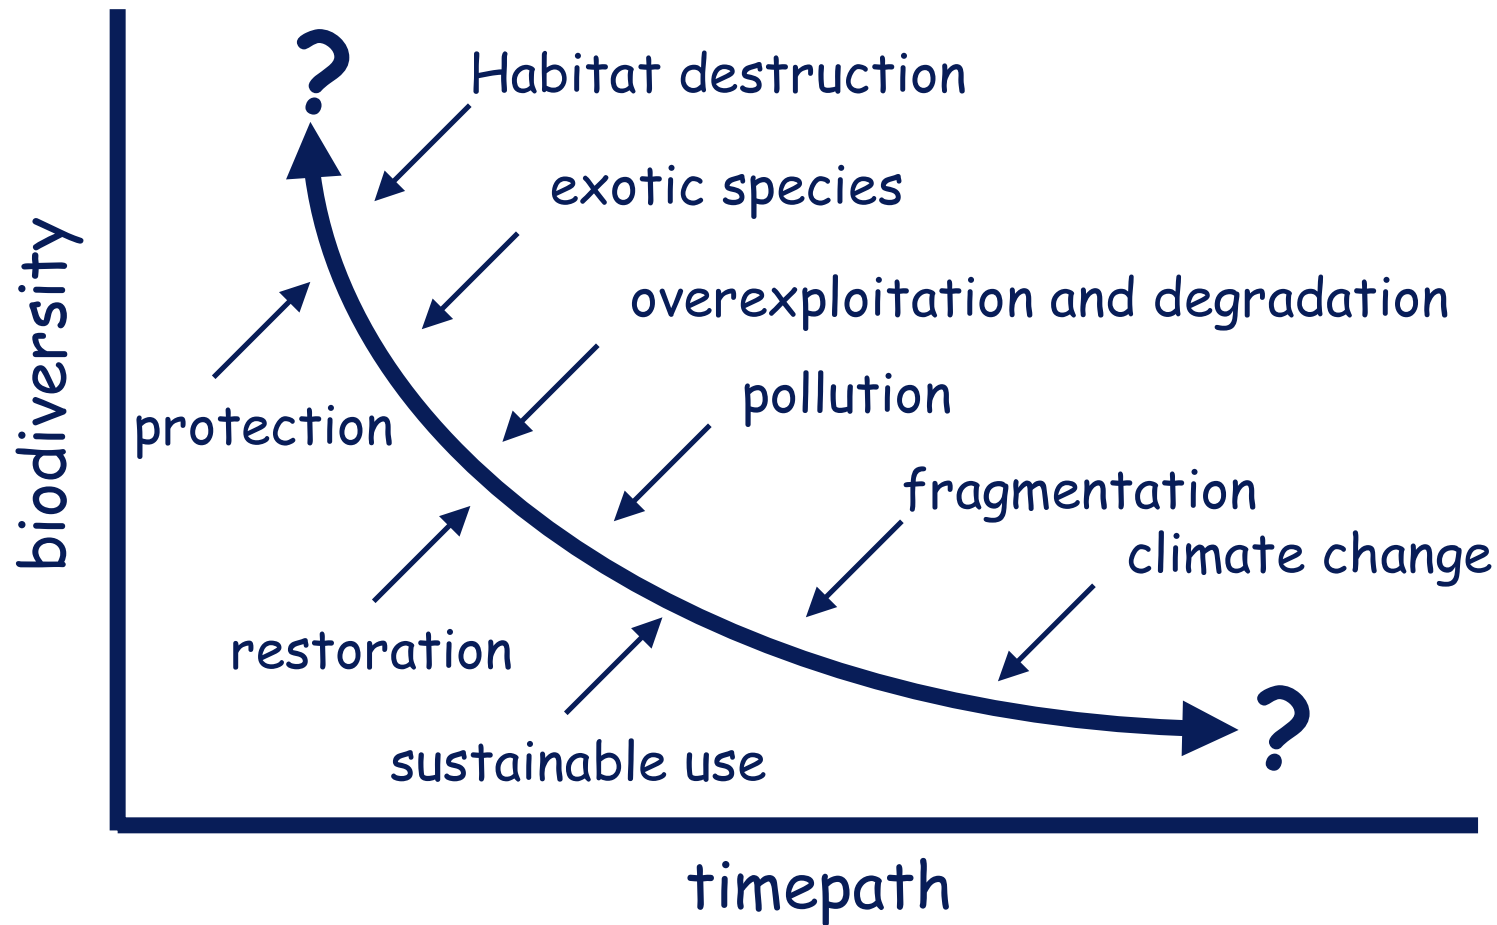 ?
Habitat destruction
exotic species
overexploitation and degradation
pollution
fragmentation
climate change
protection
restoration
sustainable use
?
biodiversity
timepath